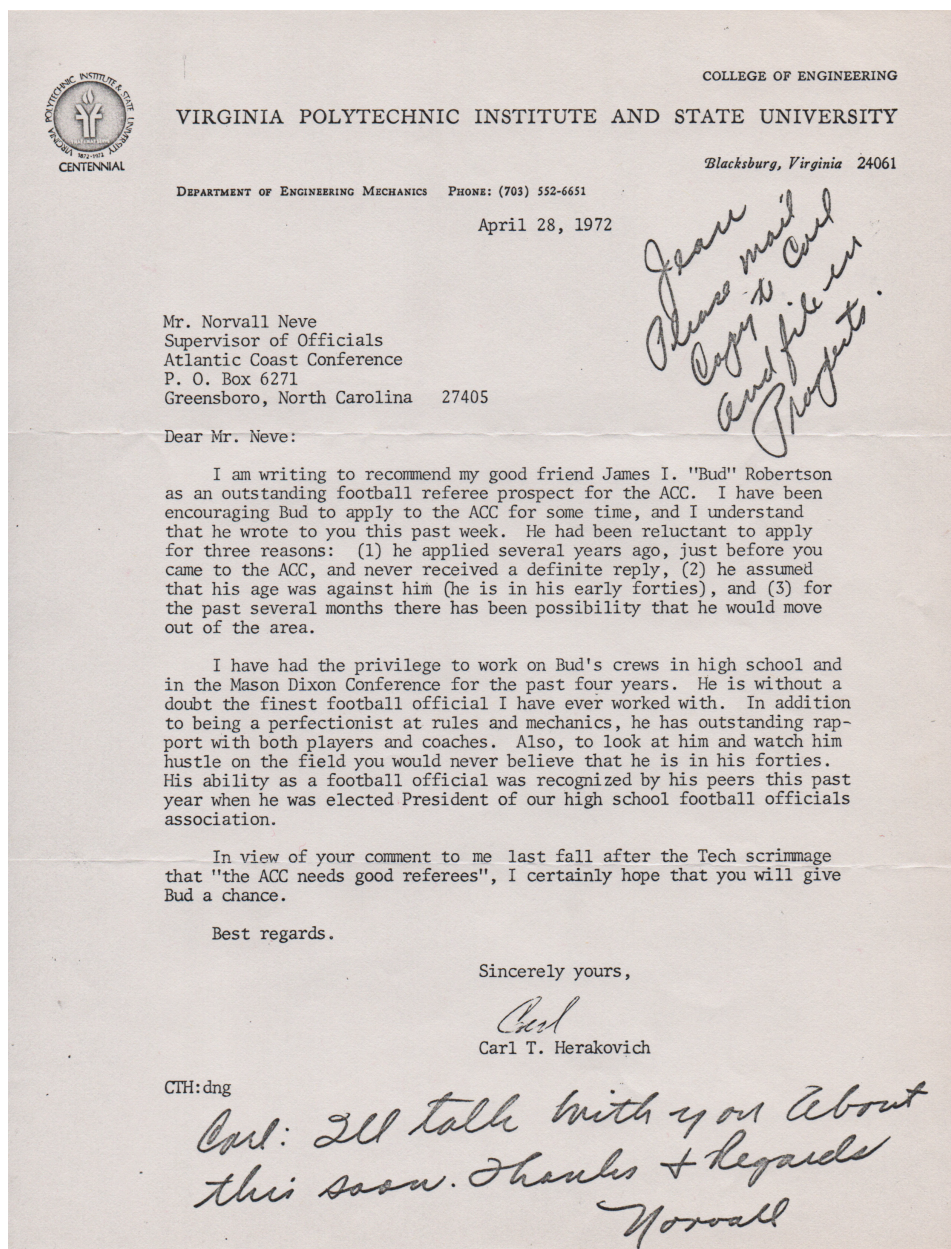 COLLEGE OF ENGINEERING
VIRGINIA POLYTECHNIC INSTITUTE & STATE UNIVERSITY
1872-1972
CENTENNIAL
VIRGINIA POLYTECHNIC INSTITUTE AND STATE UNIVERSITY
Blacksburg, Virginia 24061
DEPARTMENT OF ENGINEERING MECHANICS PHONE: (703) 552-6651
April 28, 1972
Jean
Please mail
Copy to Carl
and file in
Prospects.
Mr. Norvall Neve
Supervisor of Officials
Atlantic Coast Conference
P. O. Box 6271
Greensboro, North Carolina 27405
Dear Mr. Neve:
I am writing to recommend my good friend James I. "Bud" Robertson
as an outstanding football referee prospect for the ACC. I have been
encouraging Bud to apply to the ACC for some time, and I understand
that he wrote to you this past week. He had been reluctant to apply
for three reasons: (1) he applied several years ago, just before you
came to the ACC, and never received a definite reply, (2) he assumed
that his age was against him (he is in his early forties), and (3) for
the past several months there has been possibility that he would move
out of the area.
I have had the privilege to work on Bud's crews in high school and
in the Mason Dixon Conference for the past four years. He is without a
doubt the finest football official I have ever worked with. In addition
to being a perfectionist at rules and mechanics, he has outstanding rap-
port with both players and coaches. Also, to look at him and watch him
hustle on the field you would never believe that he is in his forties.
His ability as a football official was recognized by his peers this past
year when he was elected President of our high school football officials
association.
In view of your comment to me last fall after the Tech scrimmage
that "the ACC needs good referees", I certainly hope that you will give
Bud a chance.
Best regards.
Sincerely yours,
Carl
Carl T. Herakovich
CTH:dng
Carl: Ill talk with you About
this soon. Thanks + Regards
Norvall